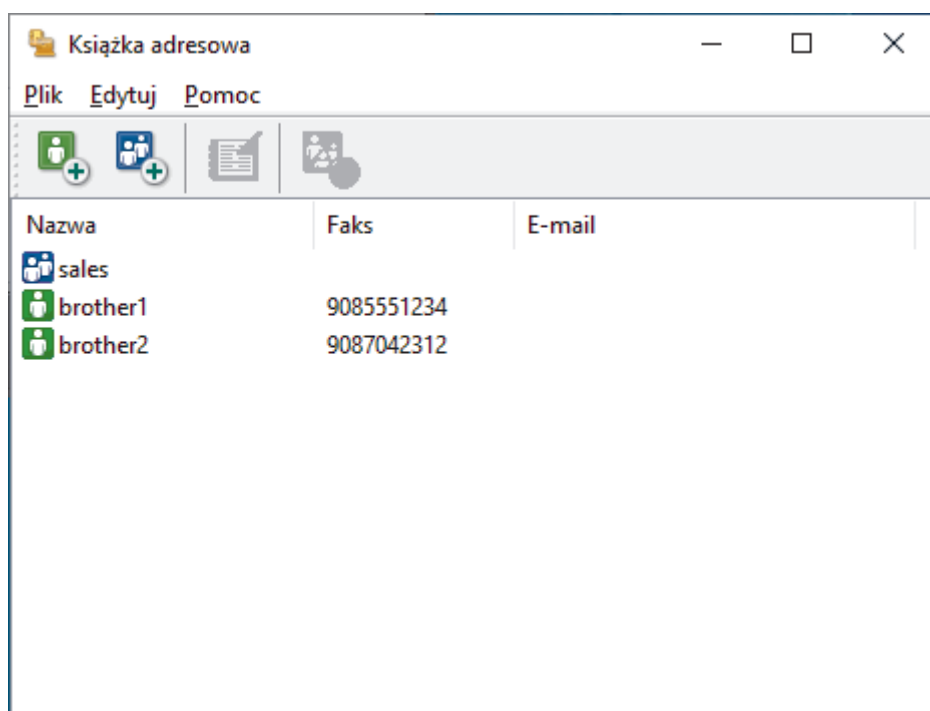 Książka adresowa
Plik Edytuj Pomoc
Nazwa Faks E-mail
sales
brother1 9085551234
brother2 9087042312